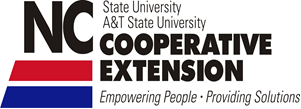 NC
State University
A&T State University
COOPERATIVE
EXTENSION
Empowering People • Providing Solutions